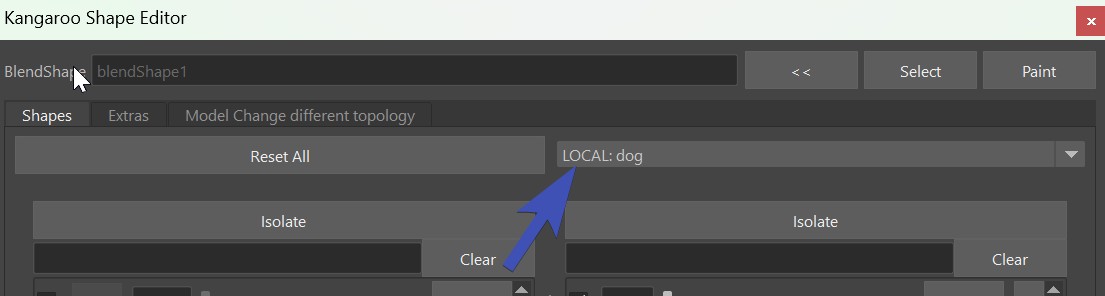 Kangaroo Shape Editor
x
BlendShape blendShape1 << Select Paint
Shapes Extras Model Change different topology
Reset All LOCAL: dog
Isolate Isolate
Clear Clear